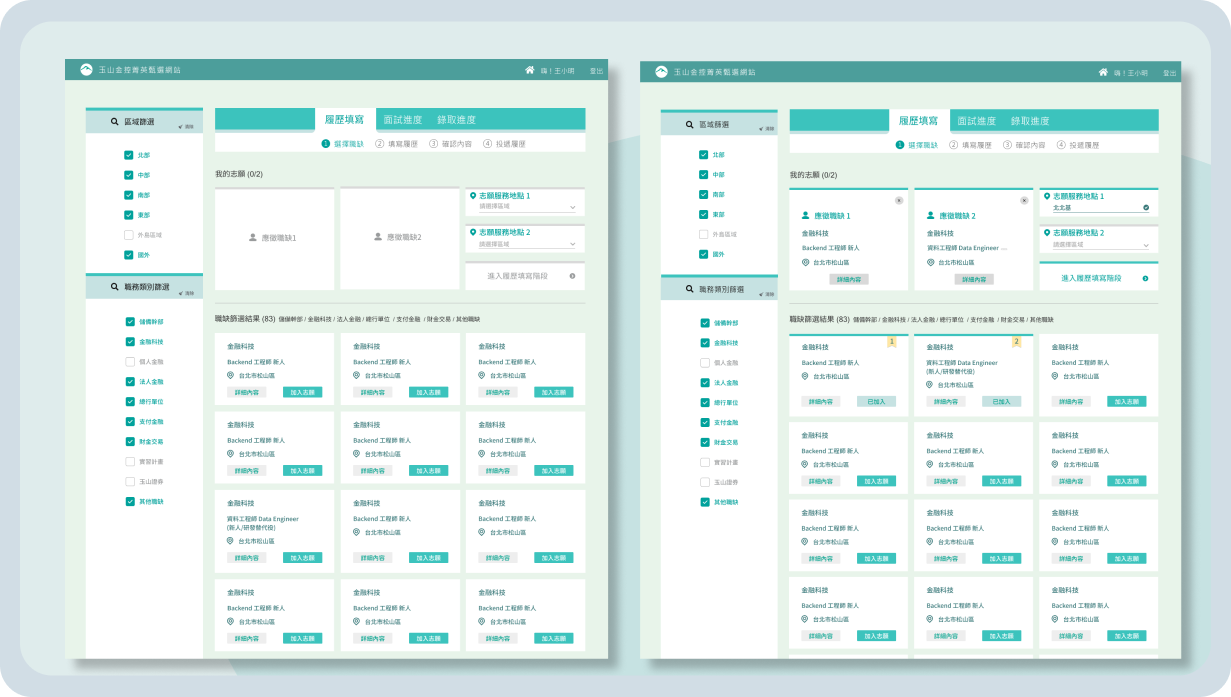 玉山金控菁英甄選網站
嗨！王小明
登出
區域篩選
清除
北部
中部
南部
東部
外島區域
國外
職務類別篩選
清除
儲備幹部
金融科技
個人金融
法人金融
總行單位
支付金融
財金交易
實習計畫
玉山證券
其他職缺
履歷填寫 面試進度 錄取進度
1 選擇職缺 2 填寫履歷 3 確認內容 4 投遞履歷
我的志願 (0/2)
應徵職缺1
應徵職缺2
志願服務地點 1
請選擇區域
志願服務地點 2
請選擇區域
進入履歷填寫階段
職缺篩選結果 (83) 儲備幹部 / 金融科技 / 法人金融 / 總行單位 / 支付金融 / 財金交易 / 其他職缺
金融科技
Backend 工程師 新人
台北市松山區
詳細內容 加入志願
金融科技
Backend 工程師 新人
台北市松山區
詳細內容 加入志願
金融科技
Backend 工程師 新人
台北市松山區
詳細內容 加入志願
金融科技
Backend 工程師 新人
台北市松山區
詳細內容 加入志願
金融科技
Backend 工程師 新人
台北市松山區
詳細內容 加入志願
金融科技
Backend 工程師 新人
台北市松山區
詳細內容 加入志願
金融科技
資料工程師 Data Engineer
(新人/研發替代役)
台北市松山區
詳細內容 加入志願
金融科技
Backend 工程師 新人
台北市松山區
詳細內容 加入志願
金融科技
Backend 工程師 新人
台北市松山區
詳細內容 加入志願
金融科技
Backend 工程師 新人
台北市松山區
詳細內容 加入志願
金融科技
Backend 工程師 新人
台北市松山區
詳細內容 加入志願
金融科技
Backend 工程師 新人
台北市松山區
詳細內容 加入志願
玉山金控菁英甄選網站
嗨！王小明
登出
區域篩選
清除
北部
中部
南部
東部
外島區域
國外
職務類別篩選
清除
儲備幹部
金融科技
個人金融
法人金融
總行單位
支付金融
財金交易
實習計畫
玉山證券
其他職缺
履歷填寫 面試進度 錄取進度
1 選擇職缺 2 填寫履歷 3 確認內容 4 投遞履歷
我的志願 (0/2)
應徵職缺 1
金融科技
Backend 工程師 新人
台北市松山區
詳細內容
應徵職缺 2
金融科技
資料工程師 Data Engineer ...
台北市松山區
詳細內容
志願服務地點 1
北北基
志願服務地點 2
請選擇區域
進入履歷填寫階段
職缺篩選結果 (83) 儲備幹部 / 金融科技 / 法人金融 / 總行單位 / 支付金融 / 財金交易 / 其他職缺
金融科技
1
Backend 工程師 新人
台北市松山區
詳細內容 已加入
金融科技
2
資料工程師 Data Engineer
(新人/研發替代役)
台北市松山區
詳細內容 已加入
金融科技
Backend 工程師 新人
台北市松山區
詳細內容 加入志願
金融科技
Backend 工程師 新人
台北市松山區
詳細內容 加入志願
金融科技
Backend 工程師 新人
台北市松山區
詳細內容 加入志願
金融科技
Backend 工程師 新人
台北市松山區
詳細內容 加入志願
金融科技
Backend 工程師 新人
台北市松山區
詳細內容 加入志願
金融科技
Backend 工程師 新人
台北市松山區
詳細內容 加入志願
金融科技
Backend 工程師 新人
台北市松山區
詳細內容 加入志願
金融科技
Backend 工程師 新人
台北市松山區
詳細內容 加入志願
金融科技
Backend 工程師 新人
台北市松山區
詳細內容 加入志願
金融科技
Backend 工程師 新人
台北市松山區
詳細內容 加入志願